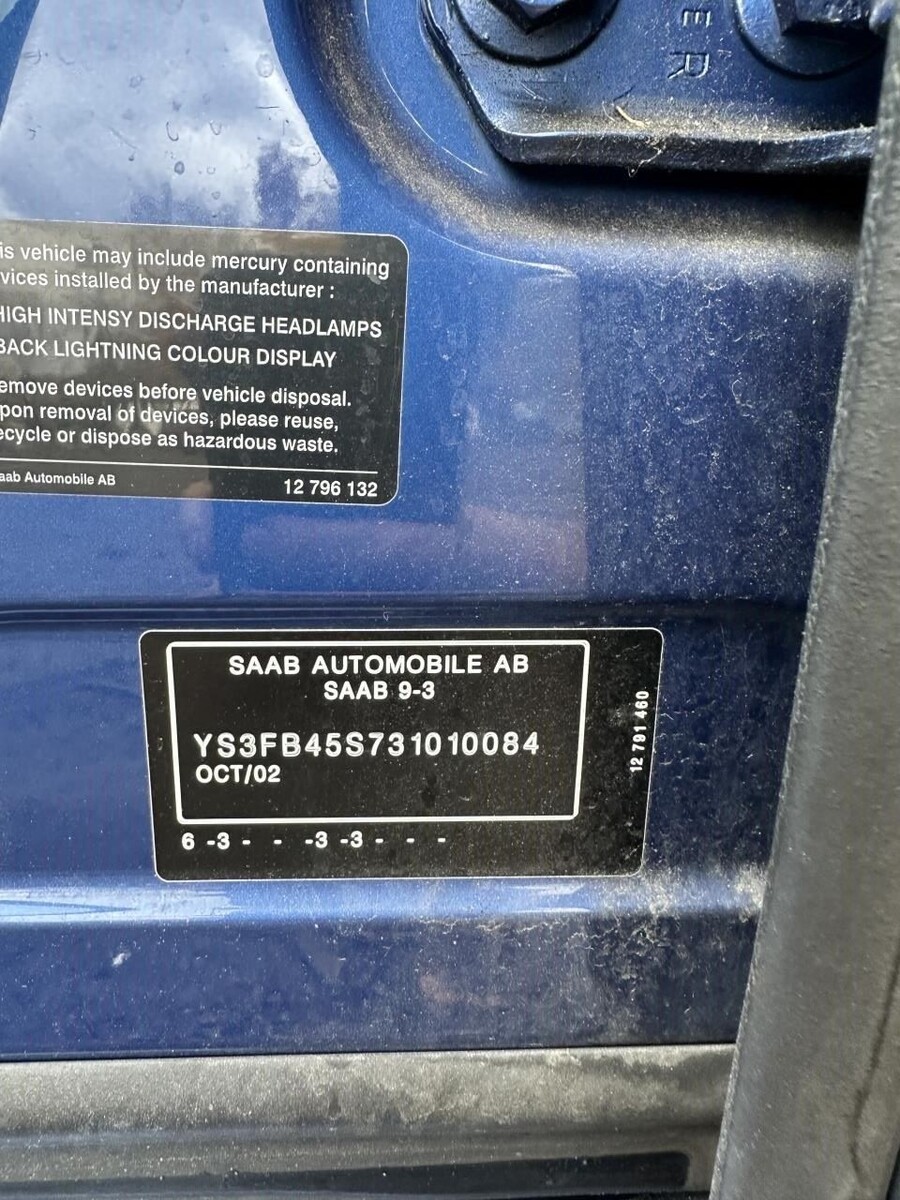 ER
is vehicle may include mercury containing
vices installed by the manufacturer :
HIGH INTENSY DISCHARGE HEADLAMPS
BACK LIGHTNING COLOUR DISPLAY
emove devices before vehicle disposal.
pon removal of devices, please reuse,
ecycle or dispose as hazardous waste.
aab Automobile AB
12 796 132
SAAB AUTOMOBILE AB
SAAB 9-3
YS3FB45S731010084
OCT/02
6 -3 - - -3 -3 - - -
12 791 460